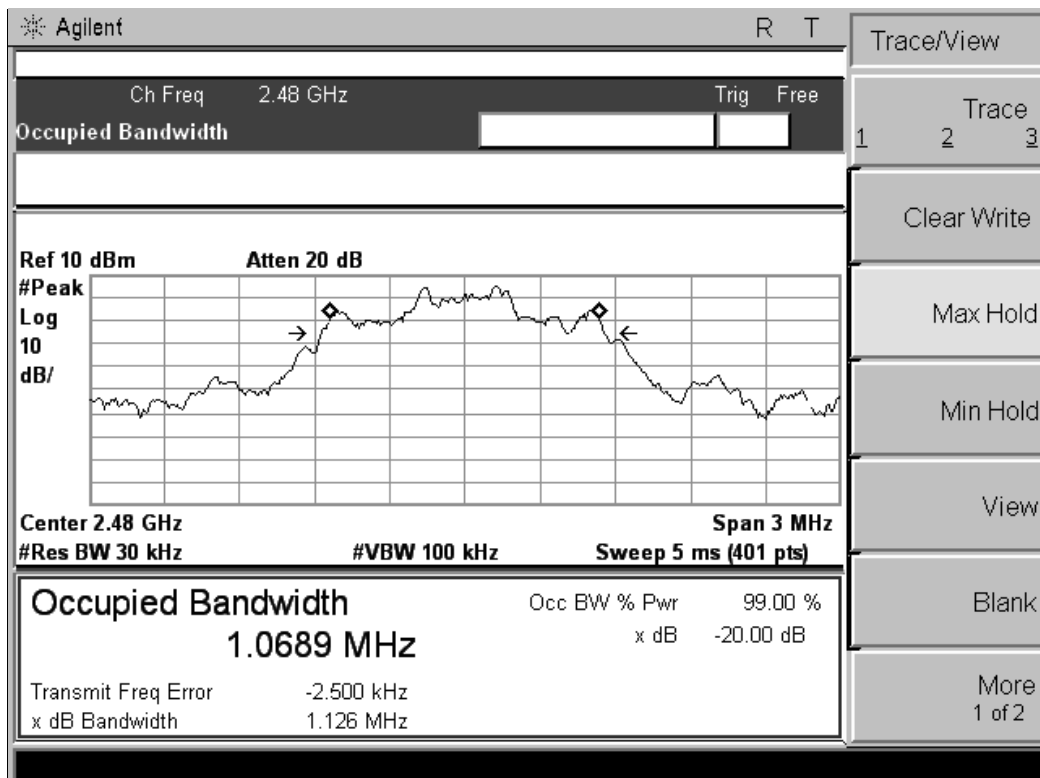 Agilent R T
Ch Freq 2.48 GHz Trig Free
Occupied Bandwidth
Ref 10 dBm Atten 20 dB
#Peak
Log
10
dB/
Center 2.48 GHz Span 3 MHz
#Res BW 30 kHz #VBW 100 kHz Sweep 5 ms (401 pts)
Occupied Bandwidth
1.0689 MHz
Occ BW % Pwr 99.00 %
x dB -20.00 dB
Transmit Freq Error -2.500 kHz
x dB Bandwidth 1.126 MHz
Trace/View
Trace
1 2 3
Clear Write
Max Hold
Min Hold
View
Blank
More
1 of 2